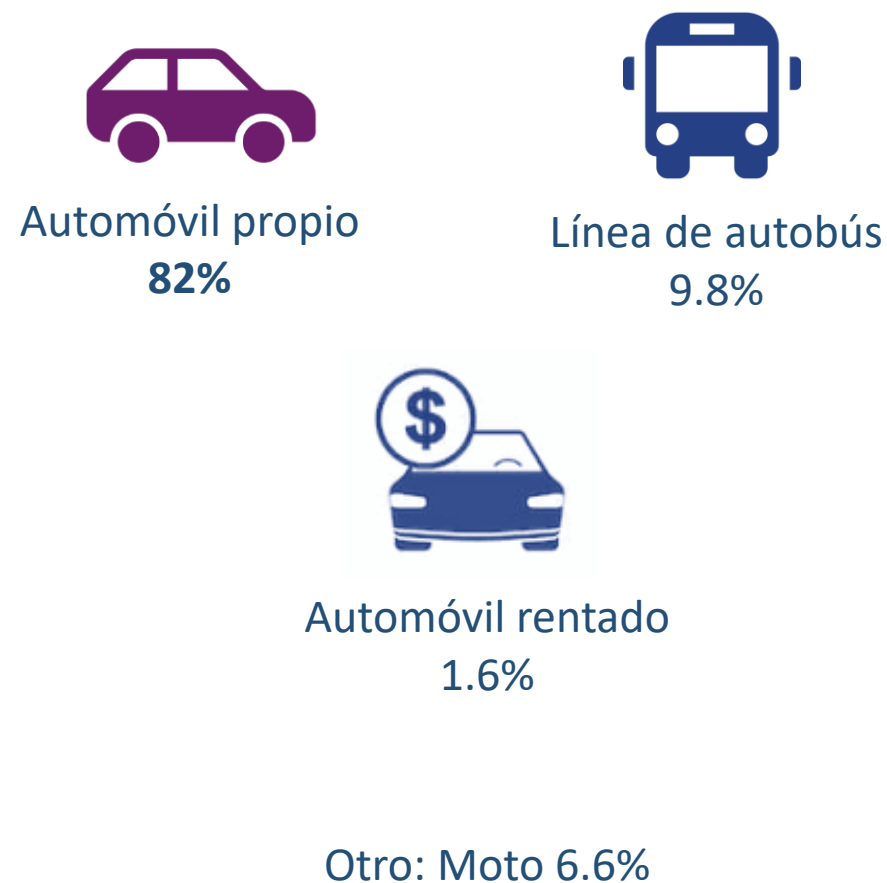 Automóvil propio
82%
Línea de autobús
9.8%
$
Automóvil rentado
1.6%
Otro: Moto 6.6%